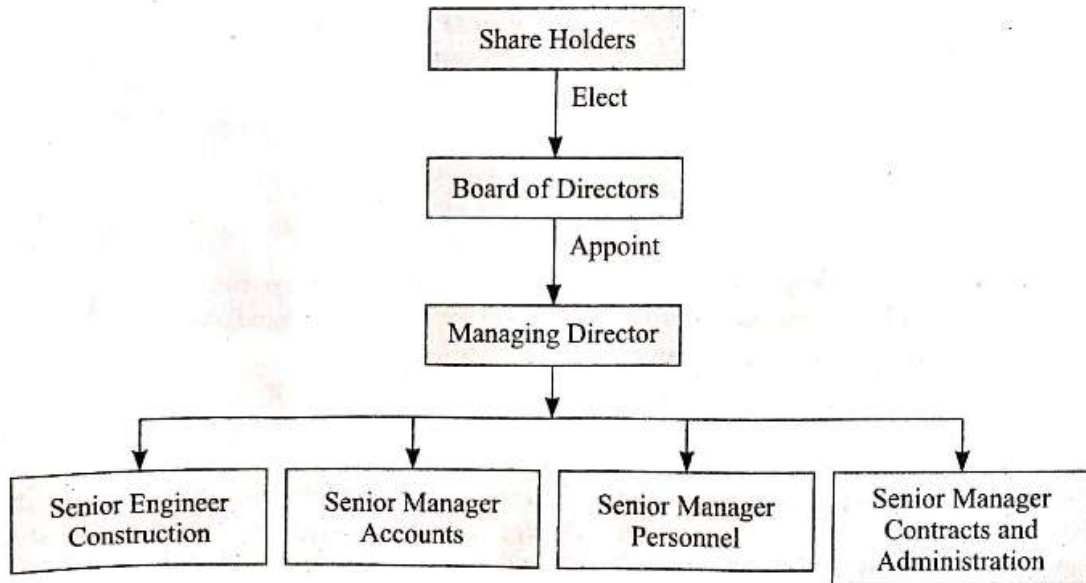 Share Holders
Elect
Board of Directors
Appoint
Managing Director
Senior Engineer
Construction
Senior Manager
Accounts
Senior Manager
Personnel
Senior Manager
Contracts and
Administration